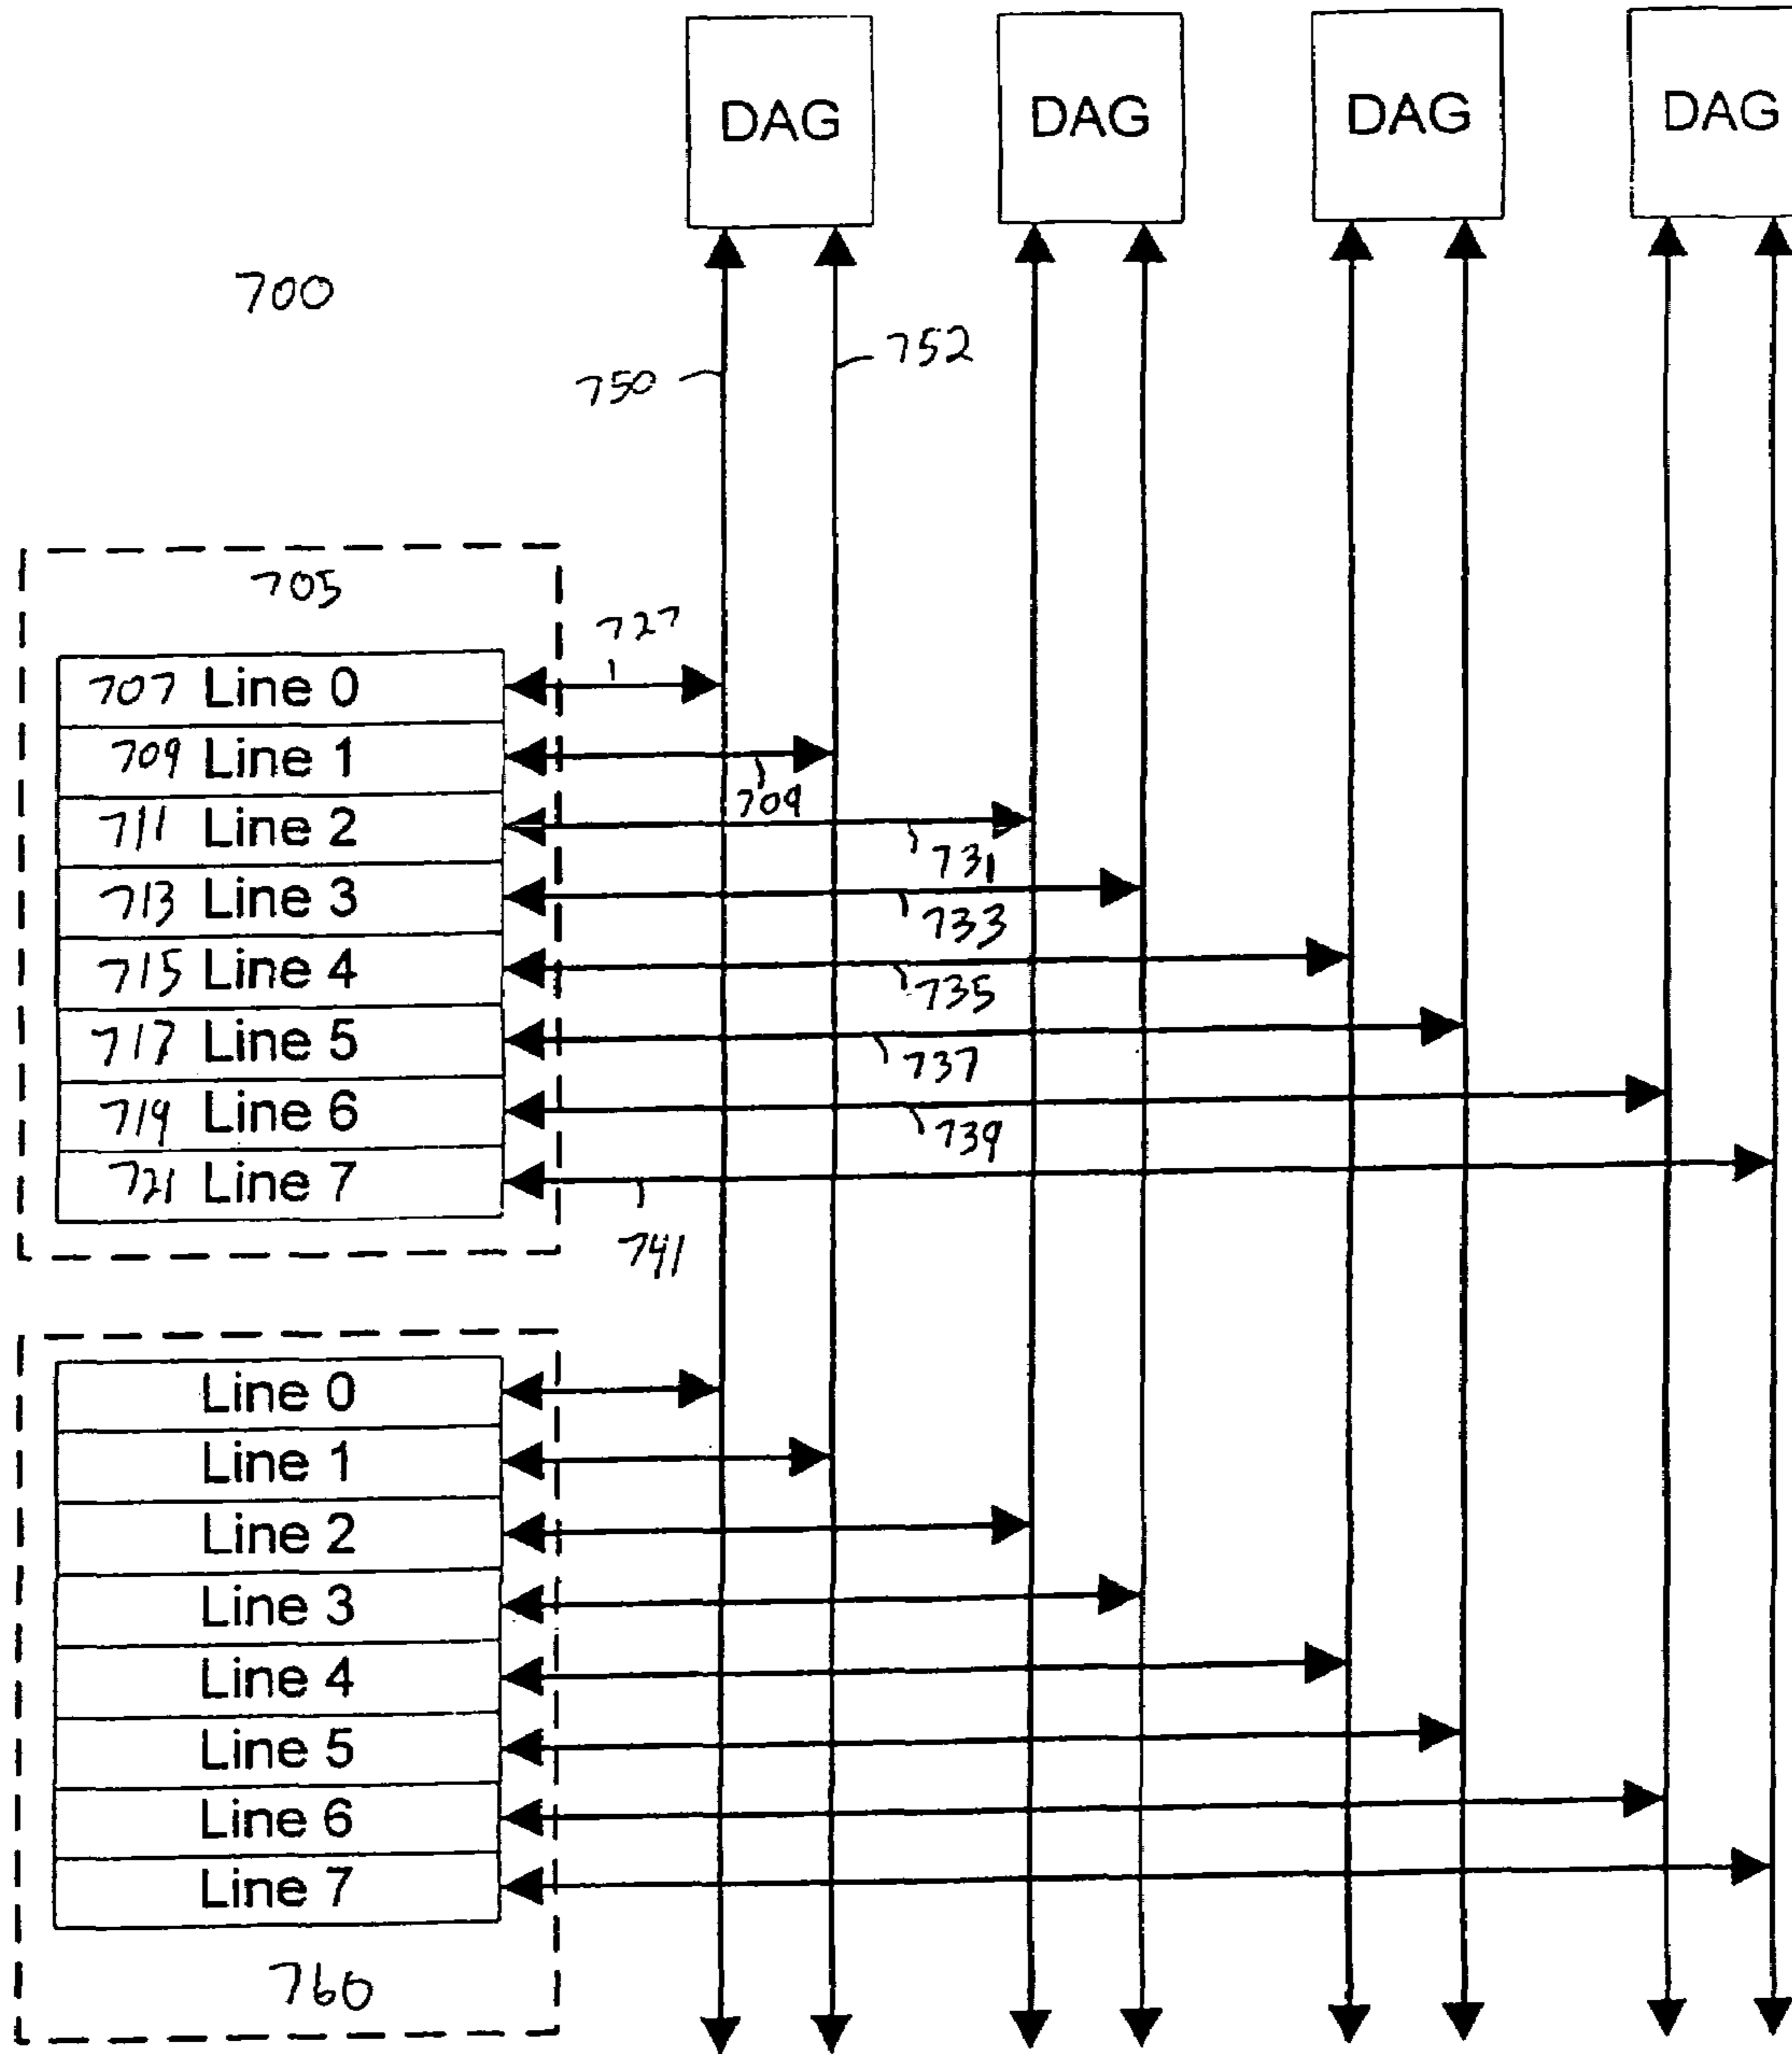 DAG DAG DAG DAG
700
750
752
705
727
707 Line 0
709 Line 1
709
711 Line 2
731
713 Line 3
733
715 Line 4
735
717 Line 5
737
719 Line 6
739
721 Line 7
741
Line 0
Line 1
Line 2
Line 3
Line 4
Line 5
Line 6
Line 7
760